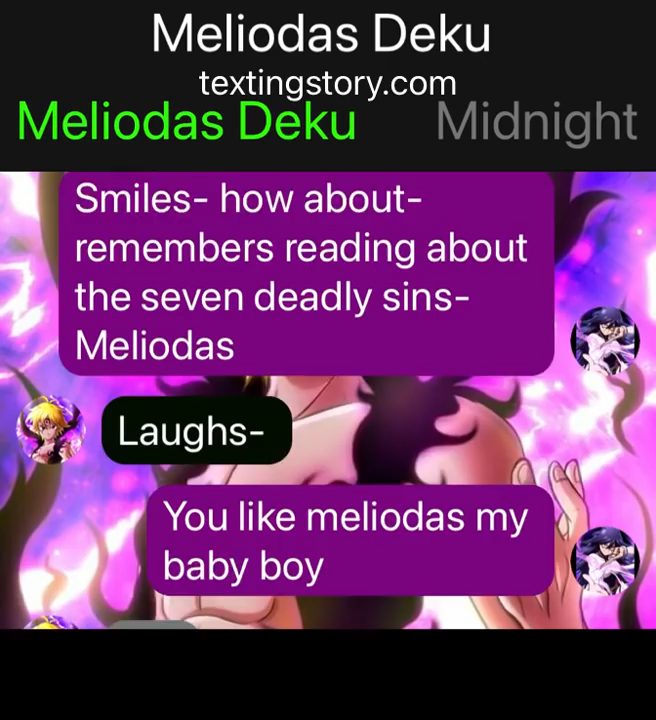 Meliodas Deku
textingstory.com
Meliodas Deku Midnight
Smiles- how about-
remembers reading about
the seven deadly sins-
Meliodas
Laughs-
You like meliodas my
baby boy